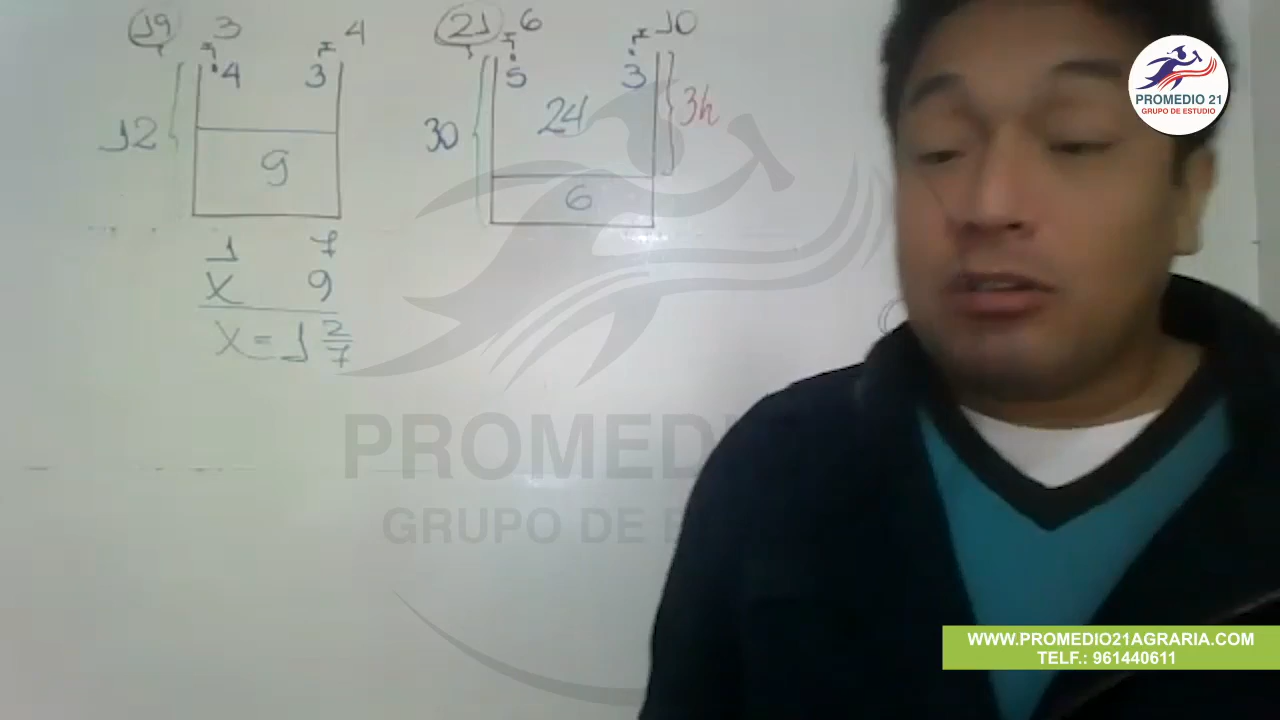 19 3 4
4 3
12
9
1 7
x 9
x = 1 2/7
21 6 10
5 3
30 24 3h
6
PROMEDIO 21
GRUPO DE ESTUDIO
PROMEDI
GRUPO DE E
WWW.PROMEDIO21AGRARIA.COM
TELF.: 961440611